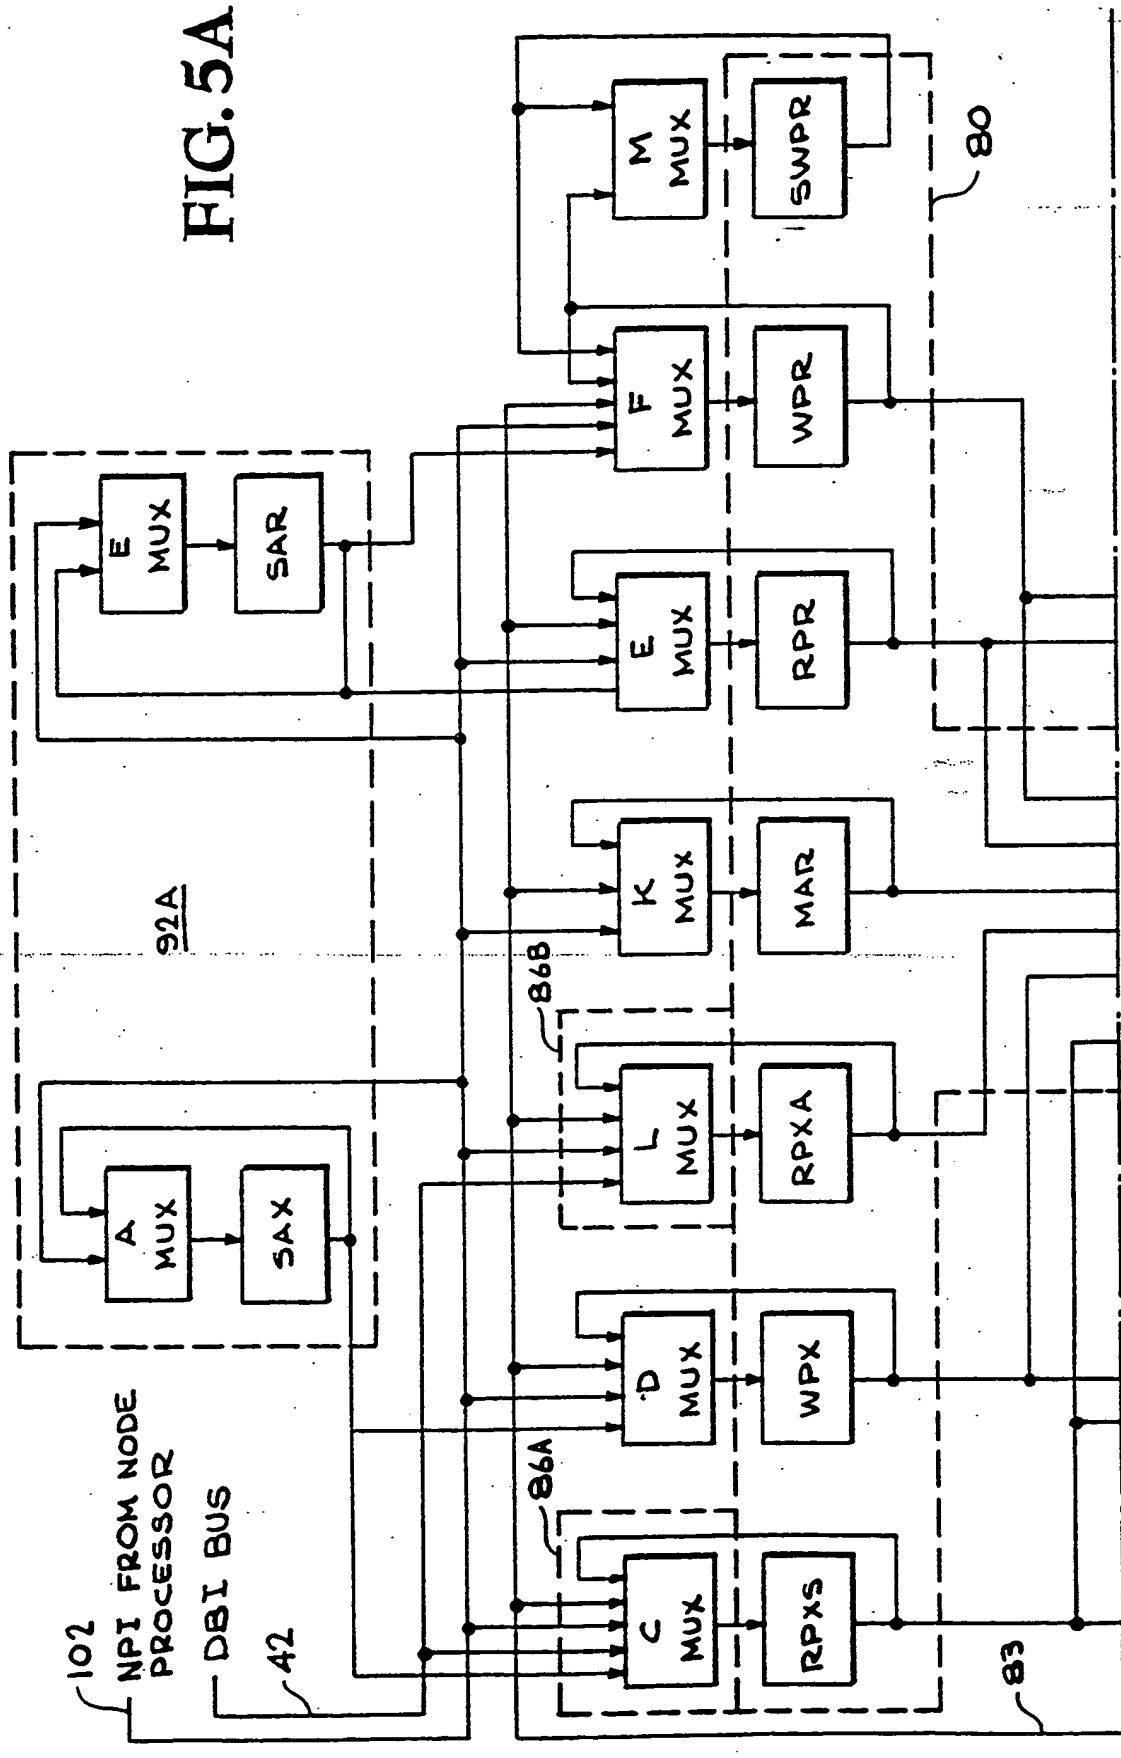 FIG. 5A
102
NPI FROM NODE
PROCESSOR
DBI BUS
42
92A
A
MUX
SAX
E
MUX
SAR
86A
C
MUX
RPXS
D
MUX
WPX
86B
L
MUX
RPXA
K
MUX
MAR
E
MUX
RPR
F
MUX
WPR
M
MUX
SWPR
80
83